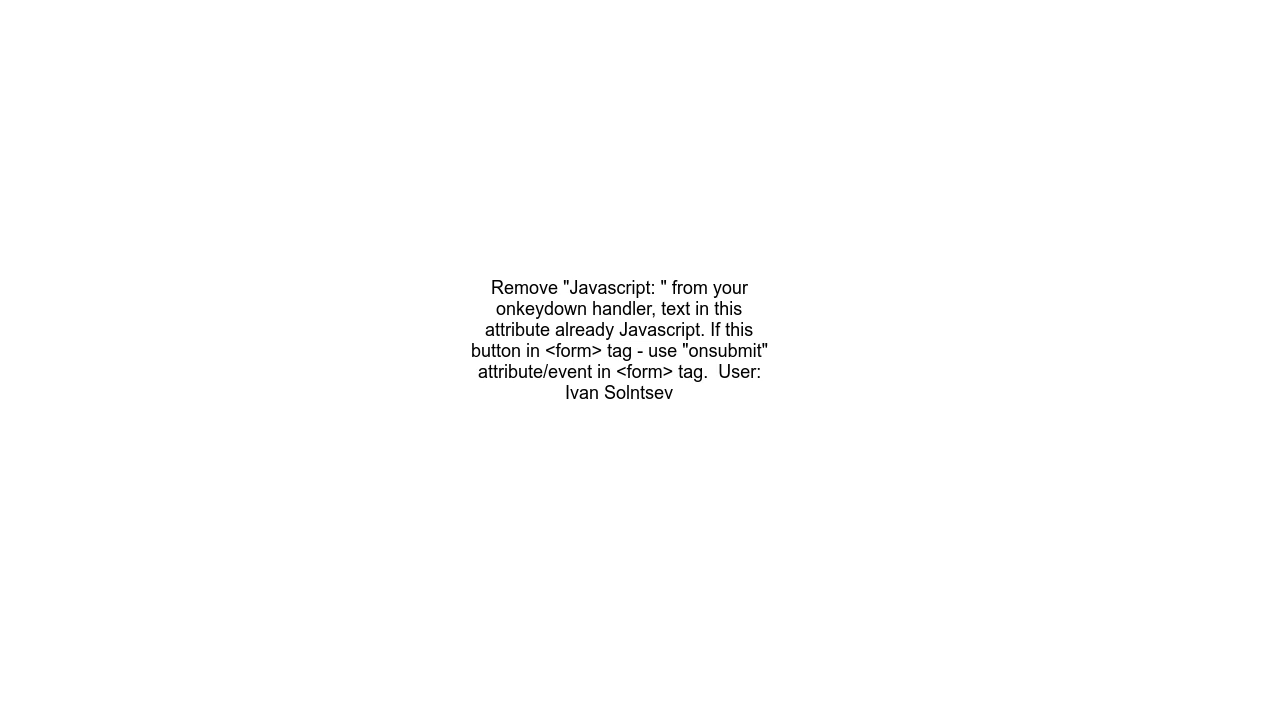 Remove "Javascript: " from your
onkeydown handler, text in this
attribute already Javascript. If this
button in <form> tag - use "onsubmit"
attribute/event in <form> tag.  User:
Ivan Solntsev